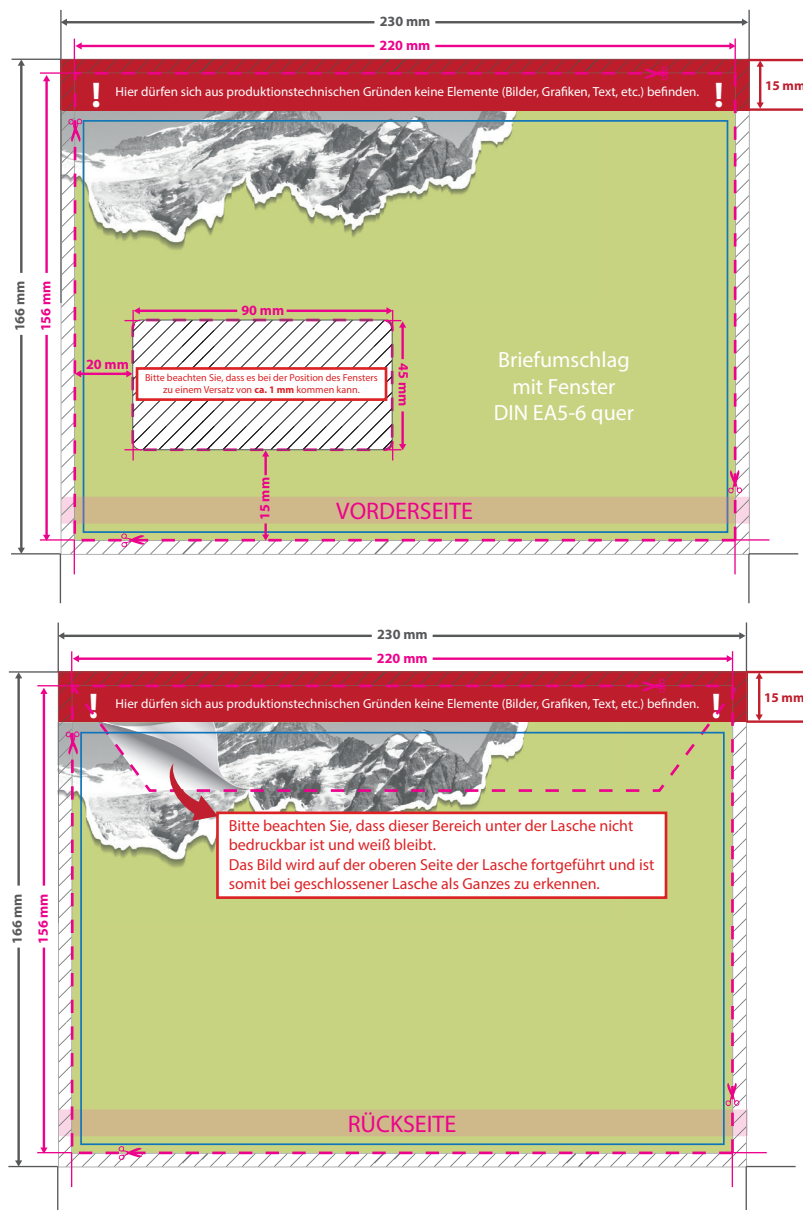 230 mm
220 mm
15 mm
! Hier dürfen sich aus produktionstechnischen Gründen keine Elemente (Bilder, Grafiken, Text, etc.) befinden. !
166 mm
156 mm
90 mm
20 mm
45 mm
Bitte beachten Sie, dass es bei der Position des Fensters
zu einem Versatz von ca. 1 mm kommen kann.
Briefumschlag
mit Fenster
DIN EA5-6 quer
15 mm
VORDERSEITE
230 mm
220 mm
15 mm
! Hier dürfen sich aus produktionstechnischen Gründen keine Elemente (Bilder, Grafiken, Text, etc.) befinden. !
Bitte beachten Sie, dass dieser Bereich unter der Lasche nicht
bedruckbar ist und weiß bleibt.
Das Bild wird auf der oberen Seite der Lasche fortgeführt und ist
somit bei geschlossener Lasche als Ganzes zu erkennen.
166 mm
156 mm
RÜCKSEITE